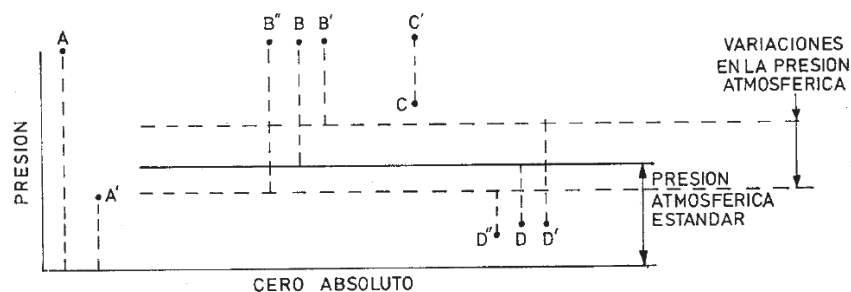 A
B"
B
B'
C'
VARIACIONES
EN LA PRESION
ATMOSFERICA
C
PRESION
A'
PRESION
ATMOSFERICA
ESTANDAR
D"
D
D'
CERO ABSOLUTO